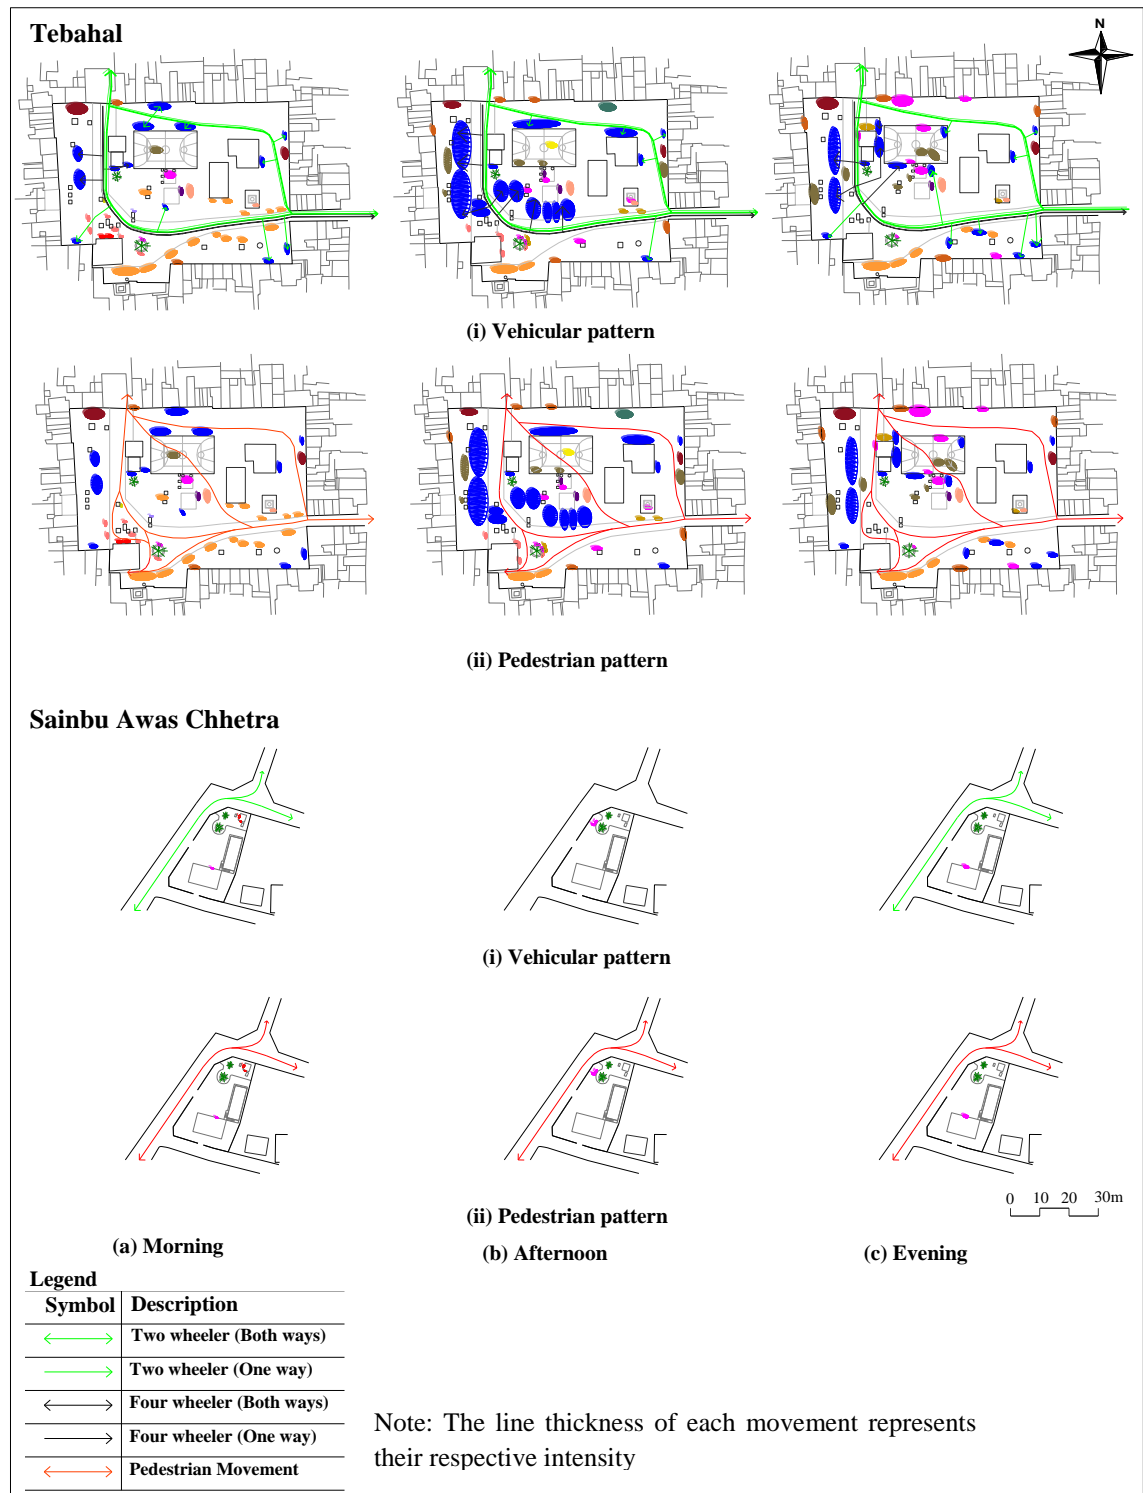 Tebahal
N
(i) Vehicular pattern
(ii) Pedestrian pattern
Sainbu Awas Chhetra
(i) Vehicular pattern
0 10 20 30m
(ii) Pedestrian pattern
(a) Morning
(b) Afternoon
(c) Evening
Legend
Symbol Description
Two wheeler (Both ways)
Two wheeler (One way)
Four wheeler (Both ways)
Four wheeler (One way)
Pedestrian Movement
Note: The line thickness of each movement represents
their respective intensity